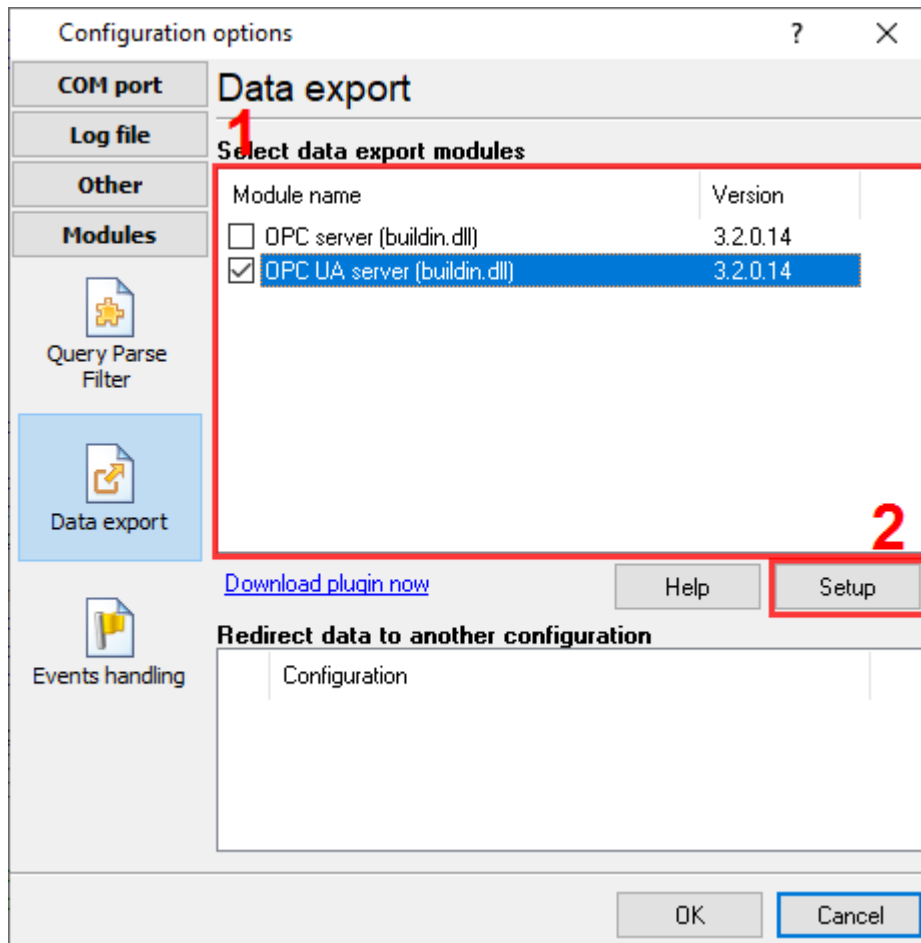 Configuration options
?
COM port
Log file
Other
Modules
Query Parse
Filter
Data export
Events handling
Data export
1
Select data export modules
Module name Version
OPC server (buildin.dll) 3.2.0.14
OPC UA server (buildin.dll) 3.2.0.14
2
Download plugin now Help Setup
Redirect data to another configuration
Configuration
OK Cancel